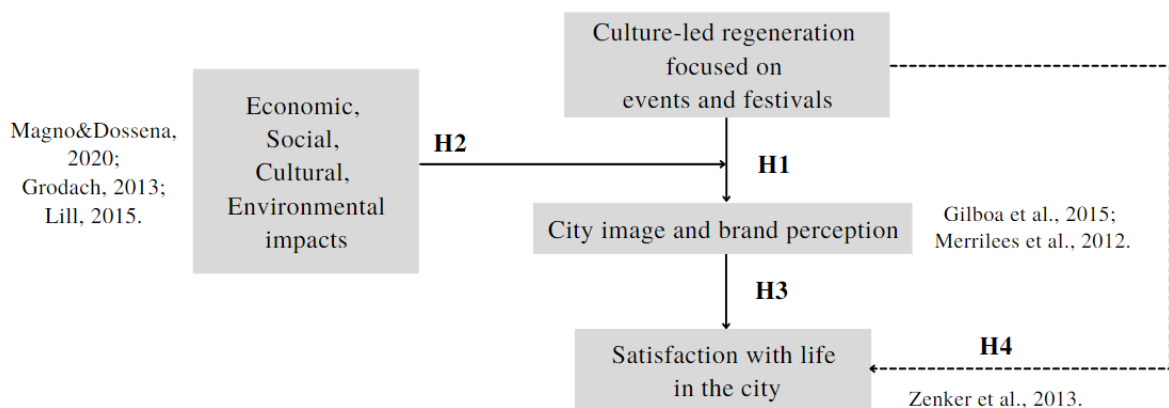 Culture-led regeneration
focused on
events and festivals
Magno&Dossena,
2020;
Grodach, 2013;
Lill, 2015.
Economic,
Social,
Cultural,
Environmental
impacts
H2
H1
City image and brand perception
Gilboa et al., 2015;
Merrilees et al., 2012.
H3
Satisfaction with life
in the city
H4
Zenker et al., 2013.